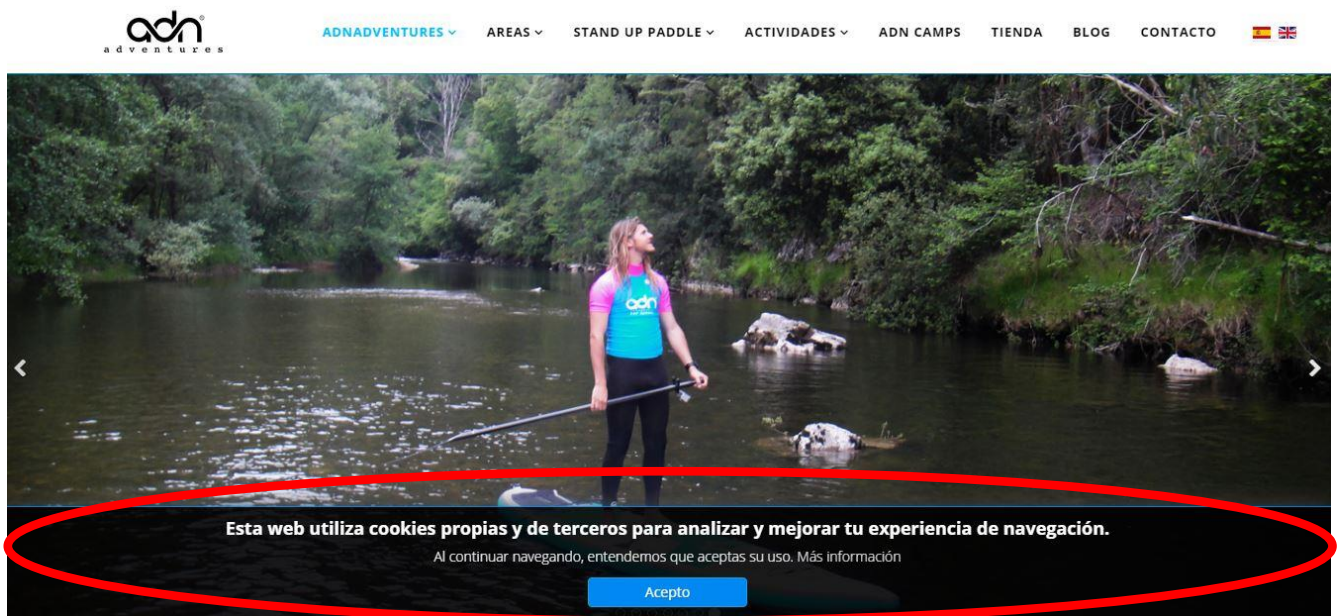 adn
adventures
ADNADVENTURES AREAS STAND UP PADDLE ACTIVIDADES ADN CAMPS TIENDA BLOG CONTACTO
adn
Esta web utiliza cookies propias y de terceros para analizar y mejorar tu experiencia de navegación.
Al continuar navegando, entendemos que aceptas su uso. Más información
Acepto